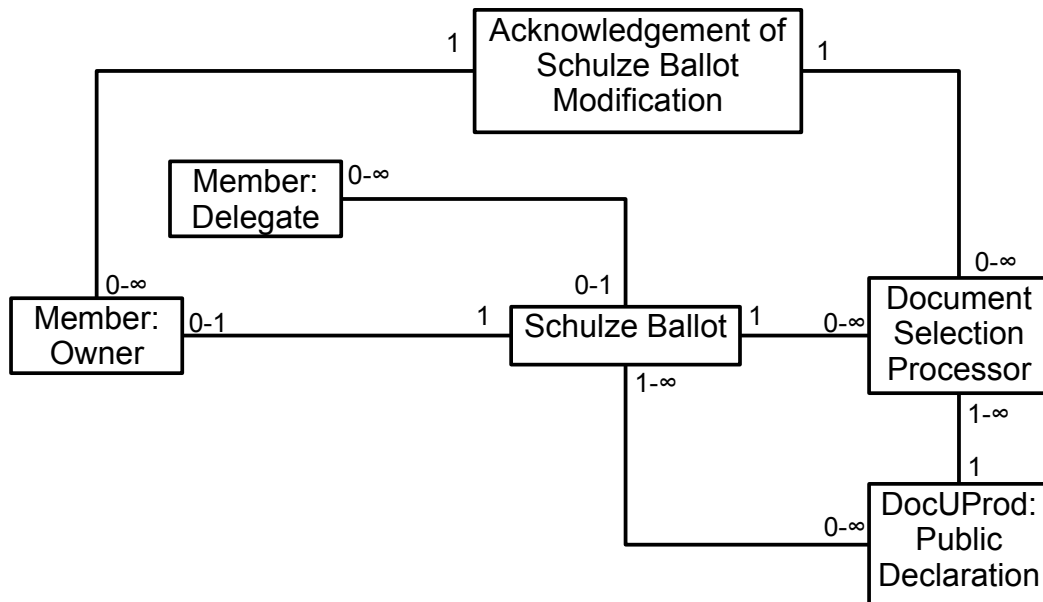 Acknowledgement of
Schulze Ballot
Modification
1
1
Member:
Delegate
0-∞
0-∞
0-∞
0-1
Member:
Owner
0-1
1
Schulze Ballot
1
0-∞
Document
Selection
Processor
1-∞
1-∞
1
0-∞
DocUProd:
Public
Declaration